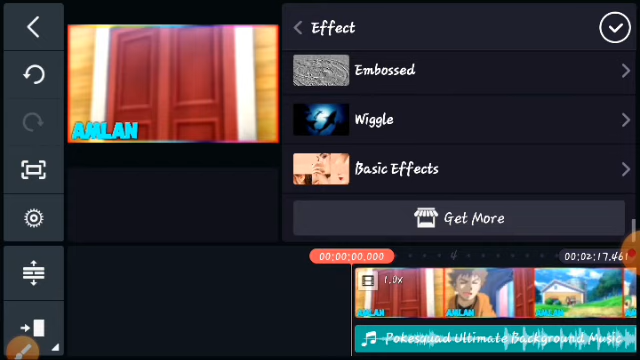 Effect
Embossed
AMLAN
Wiggle
Basic Effects
Get More
00:00:00.000
4
00:02:17.461
1.0x
AMLAN
AMLAN
AMLAN
Pokesquad Ultimate Background Music